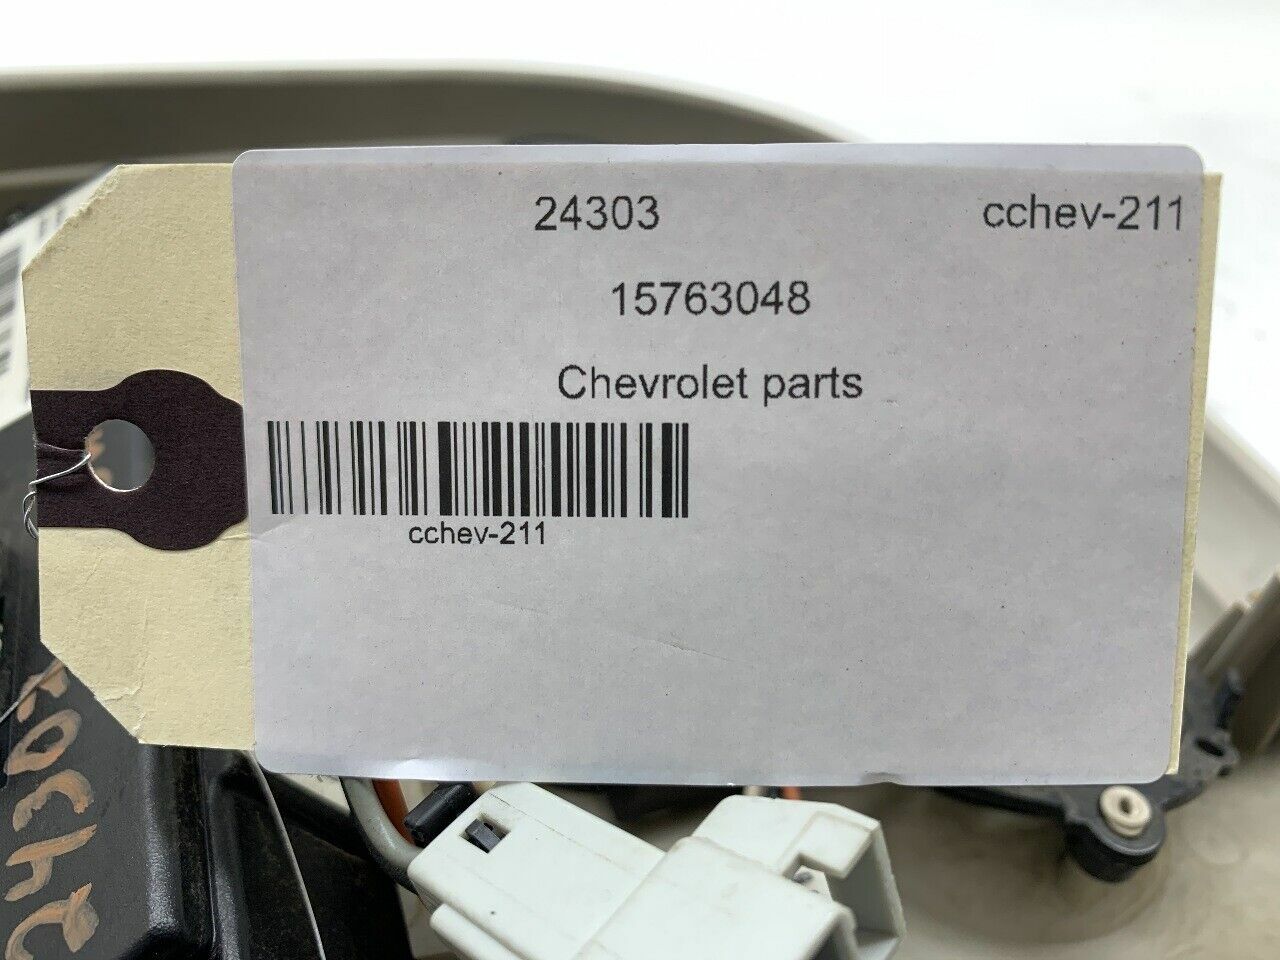 24303 cchev-211
15763048
Chevrolet parts
cchev-211